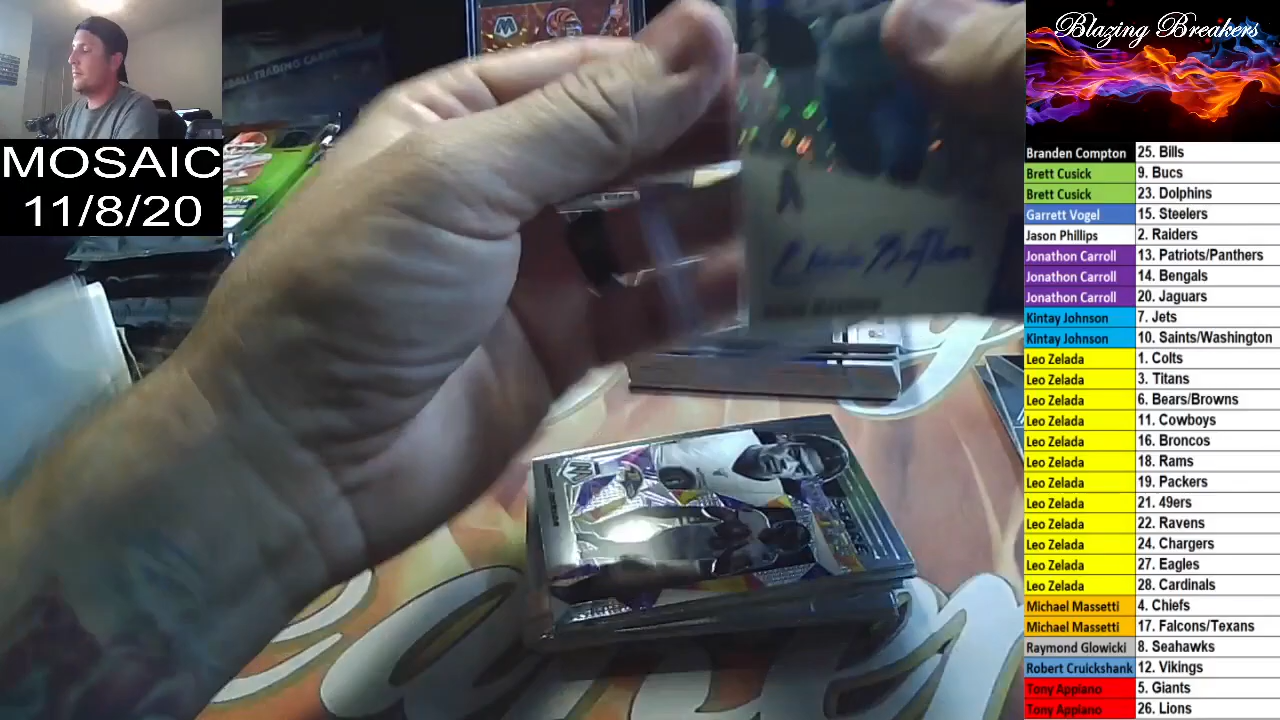 MOSAIC
11/8/20
Blazing Breakers
Branden Compton 25. Bills
Brett Cusick 9. Bucs
Brett Cusick 23. Dolphins
Garrett Vogel 15. Steelers
Jason Phillips 2. Raiders
Jonathon Carroll 13. Patriots/Panthers
Jonathon Carroll 14. Bengals
Jonathon Carroll 20. Jaguars
Kintay Johnson 7. Jets
Kintay Johnson 10. Saints/Washington
Leo Zelada 1. Colts
Leo Zelada 3. Titans
Leo Zelada 6. Bears/Browns
Leo Zelada 11. Cowboys
Leo Zelada 16. Broncos
Leo Zelada 18. Rams
Leo Zelada 19. Packers
Leo Zelada 21. 49ers
Leo Zelada 22. Ravens
Leo Zelada 24. Chargers
Leo Zelada 27. Eagles
Leo Zelada 28. Cardinals
Michael Massetti 4. Chiefs
Michael Massetti 17. Falcons/Texans
Raymond Glowicki 8. Seahawks
Robert Cruickshank 12. Vikings
Tony Appiano 5. Giants
Tony Appiano 26. Lions
TRADING CARDS